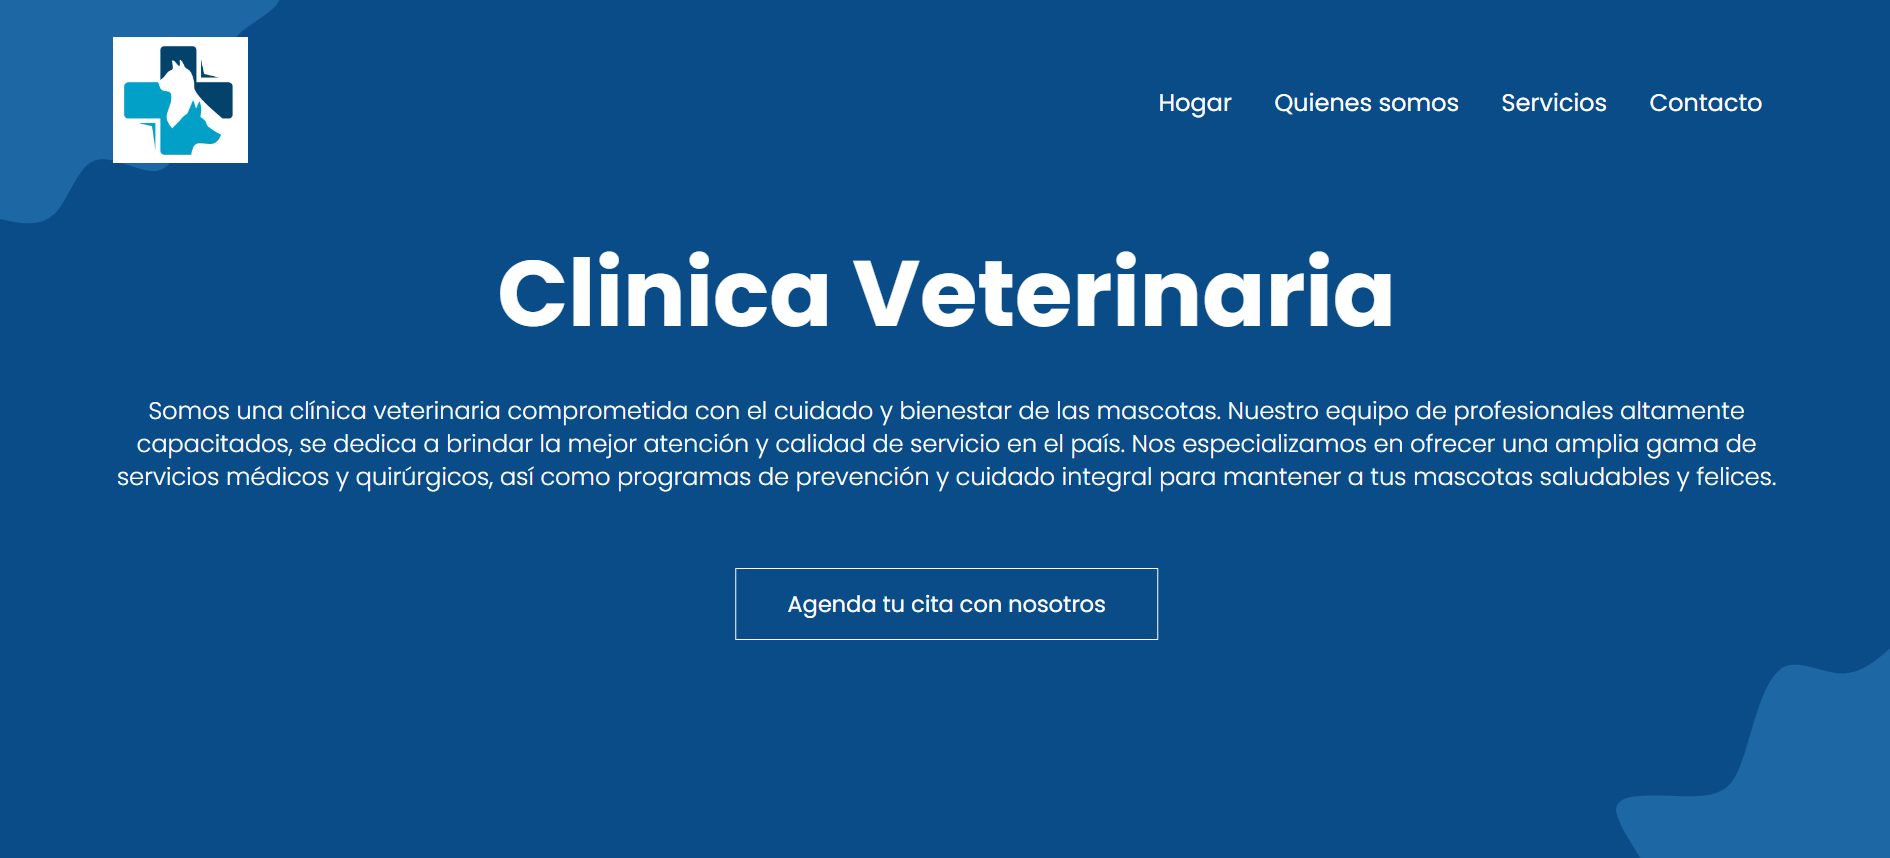 Hogar Quienes somos Servicios Contacto
Clinica Veterinaria
Somos una clínica veterinaria comprometida con el cuidado y bienestar de las mascotas. Nuestro equipo de profesionales altamente
capacitados, se dedica a brindar la mejor atención y calidad de servicio en el país. Nos especializamos en ofrecer una amplia gama de
servicios médicos y quirúrgicos, así como programas de prevención y cuidado integral para mantener a tus mascotas saludables y felices.
Agenda tu cita con nosotros